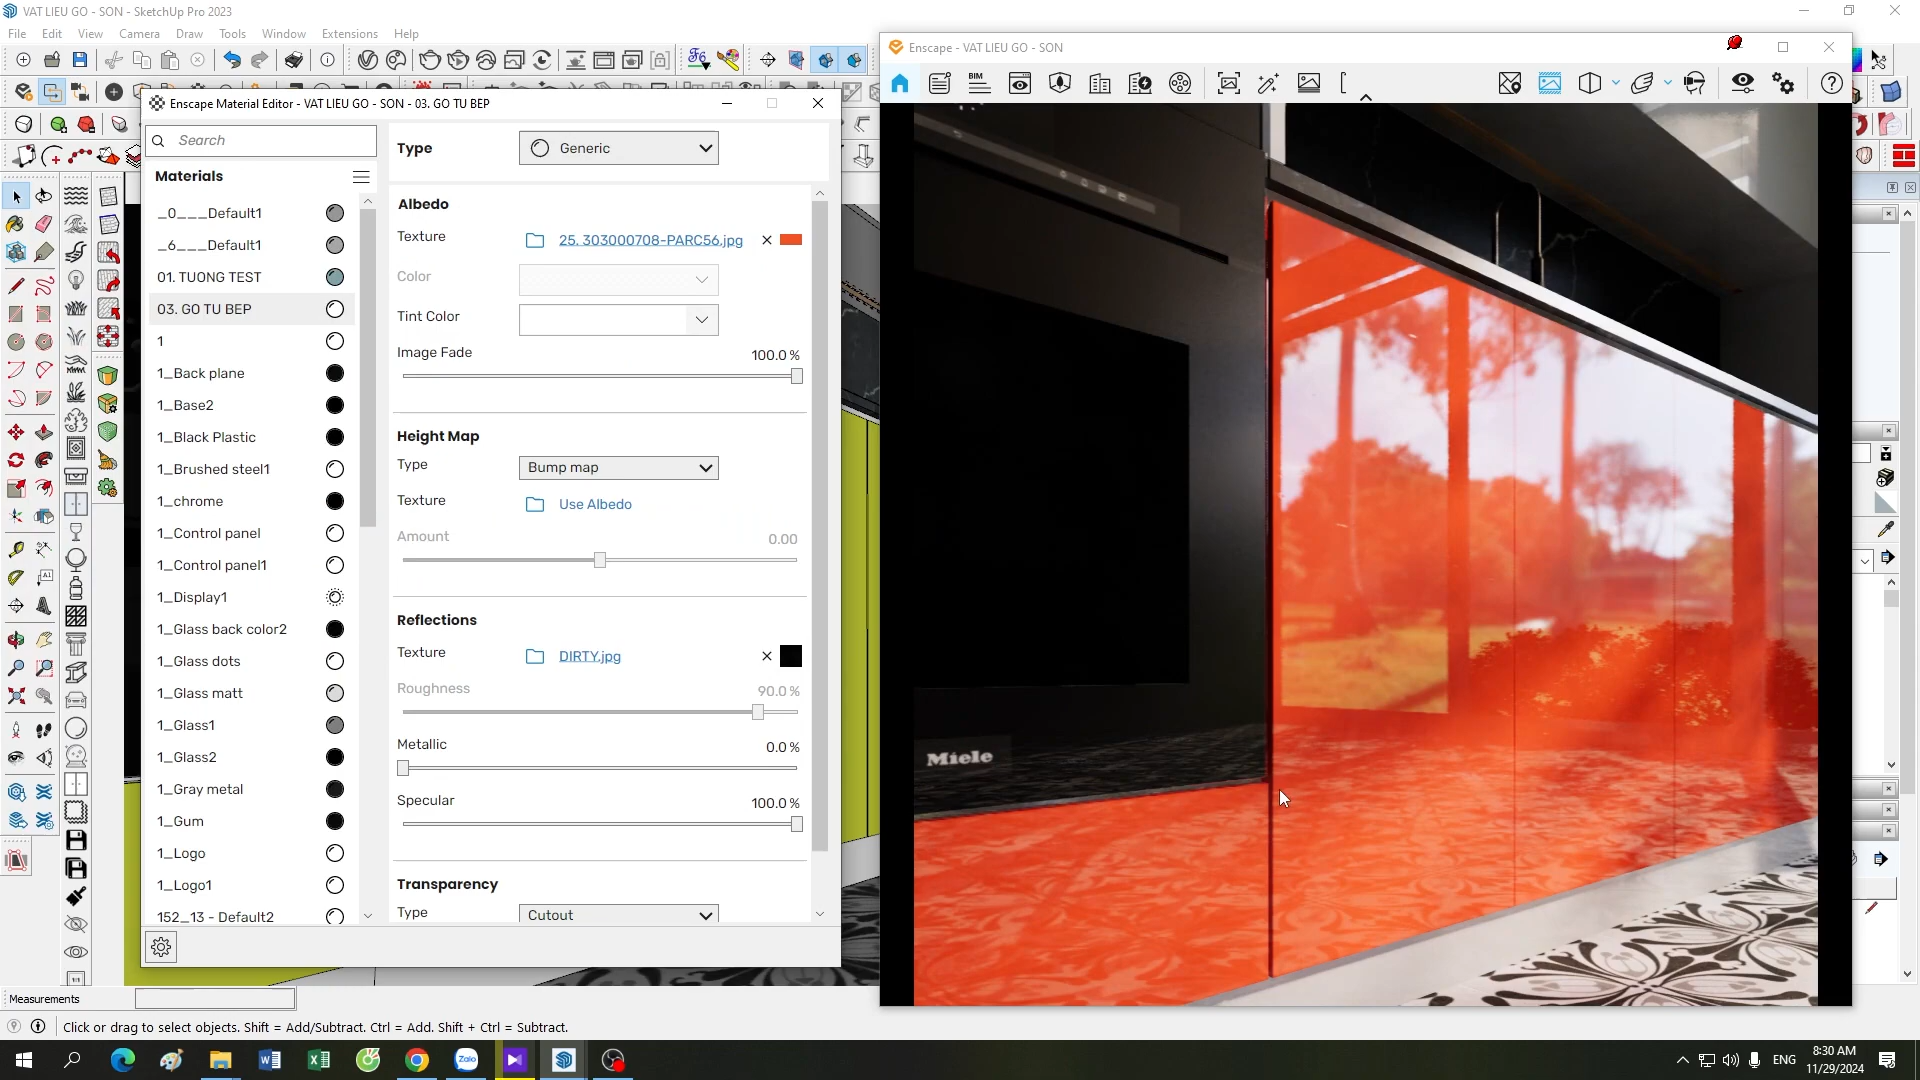 VAT LIEU GO - SON - SketchUp Pro 2023
File Edit View Camera Draw Tools Window Extensions Help
Enscape - VAT LIEU GO - SON
BIM
Enscape Material Editor - VAT LIEU GO - SON - 03. GO TU BEP
Search
Materials
_0___Default1
_6___Default1
01. TUONG TEST
03. GO TU BEP
1
1_Back plane
1_Base2
1_Black Plastic
1_Brushed steel1
1_chrome
1_Control panel
1_Control panel1
1_Display1
1_Glass back color2
1_Glass dots
1_Glass matt
1_Glass1
1_Glass2
1_Gray metal
1_Gum
1_Logo
1_Logo1
152_13 - Default2
Type Generic
Albedo
Texture 25. 303000708-PARC56.jpg
Color
Tint Color
Image Fade 100.0 %
Height Map
Type Bump map
Texture Use Albedo
Amount 0.00
Reflections
Texture DIRTY.jpg
Roughness 90.0 %
Metallic 0.0 %
Specular 100.0 %
Transparency
Type Cutout
Miele
Measurements
Click or drag to select objects. Shift = Add/Subtract. Ctrl = Add. Shift + Ctrl = Subtract.
Zalo
ENG
8:30 AM
11/29/2024